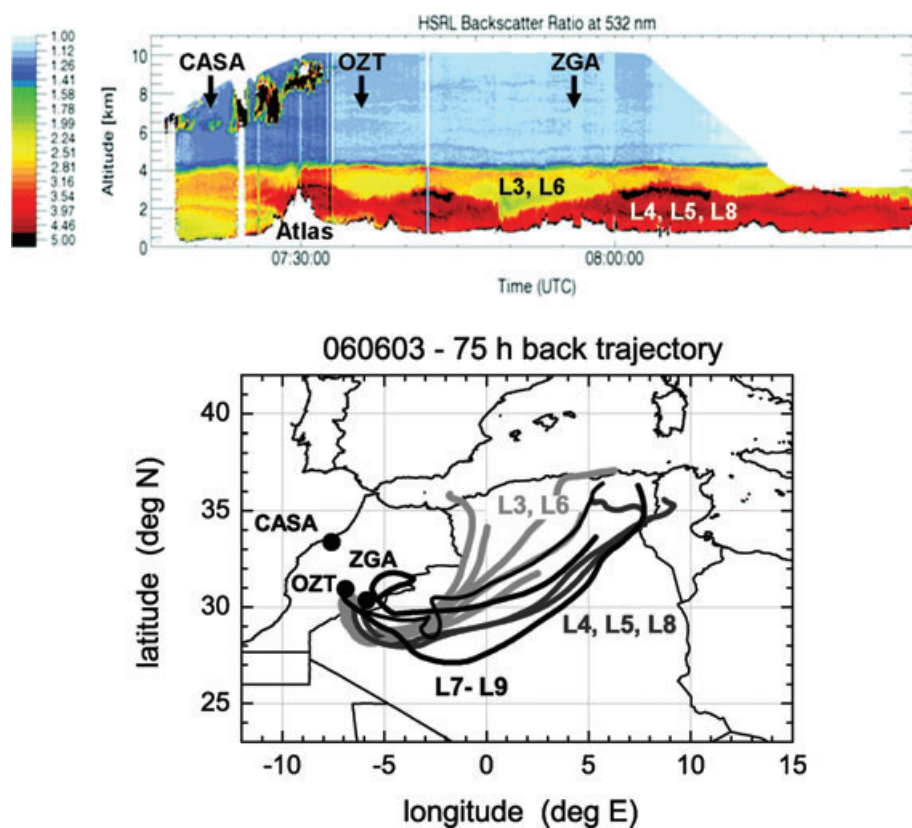 HSRL Backscatter Ratio at 532 nm
1.00
1.12
1.26
1.41
1.58
1.78
1.99
2.24
2.51
2.81
3.15
3.54
3.97
4.46
5.00
Altitude [km]
10
8
6
4
2
0
CASA
OZT
ZGA
L3, L6
L4, L5, L8
Atlas
07:30:00
08:00:00
Time (UTC)
060603 - 75 h back trajectory
latitude (deg N)
40
35
30
25
CASA
OZT
ZGA
L3, L6
L4, L5, L8
L7- L9
-10
-5
0
5
10
15
longitude (deg E)